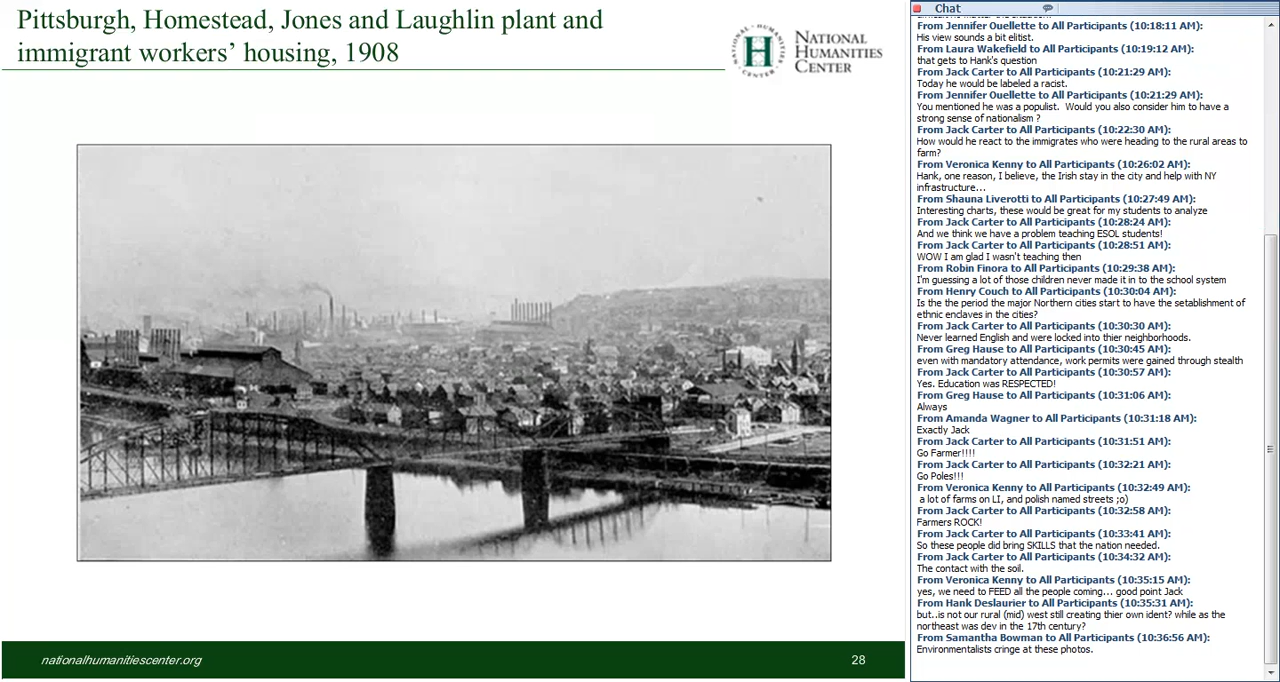 Pittsburgh, Homestead, Jones and Laughlin plant and
immigrant workers' housing, 1908
NATIONAL HUMANITIES CENTER
H
NATIONAL
HUMANITIES
CENTER
nationalhumanitiescenter.org
28
Chat
From Jennifer Ouellette to All Participants (10:18:11 AM):
His view sounds a bit elitist.
From Laura Wakefield to All Participants (10:19:12 AM):
that gets to Hank's question
From Jack Carter to All Participants (10:21:29 AM):
Today he would be labeled a racist.
From Jennifer Ouellette to All Participants (10:21:29 AM):
You mentioned he was a populist. Would you also consider him to have a
strong sense of nationalism ?
From Jack Carter to All Participants (10:22:30 AM):
How would he react to the immigrates who were heading to the rural areas to
farm?
From Veronica Kenny to All Participants (10:26:02 AM):
Hank, one reason, I believe, the Irish stay in the city and help with NY
infrastructure...
From Shauna Liverotti to All Participants (10:27:49 AM):
Interesting charts, these would be great for my students to analyze
From Jack Carter to All Participants (10:28:24 AM):
And we think we have a problem teaching ESOL students!
From Jack Carter to All Participants (10:28:51 AM):
WOW I am glad I wasn't teaching then
From Robin Finora to All Participants (10:29:38 AM):
I'm guessing a lot of those children never made it in to the school system
From Henry Couch to All Participants (10:30:04 AM):
Is the the period the major Northern cities start to have the setablishment of
ethnic enclaves in the cities?
From Jack Carter to All Participants (10:30:30 AM):
Never learned English and were locked into thier neighborhoods.
From Greg Hause to All Participants (10:30:45 AM):
even with mandatory attendance, work permits were gained through stealth
From Jack Carter to All Participants (10:30:57 AM):
Yes. Education was RESPECTED!
From Greg Hause to All Participants (10:31:06 AM):
Always
From Amanda Wagner to All Participants (10:31:18 AM):
Exactly Jack
From Jack Carter to All Participants (10:31:51 AM):
Go Farmer!!!!
From Jack Carter to All Participants (10:32:21 AM):
Go Poles!!!
From Veronica Kenny to All Participants (10:32:49 AM):
a lot of farms on LI, and polish named streets ;o)
From Jack Carter to All Participants (10:32:58 AM):
Farmers ROCK!
From Jack Carter to All Participants (10:33:41 AM):
So these people did bring SKILLS that the nation needed.
From Jack Carter to All Participants (10:34:32 AM):
The contact with the soil.
From Veronica Kenny to All Participants (10:35:15 AM):
yes, we need to FEED all the people coming... good point Jack
From Hank Deslaurier to All Participants (10:35:31 AM):
but..is not our rural (mid) west still creating thier own ident? while as the
northeast was dev in the 17th century?
From Samantha Bowman to All Participants (10:36:56 AM):
Environmentalists cringe at these photos.